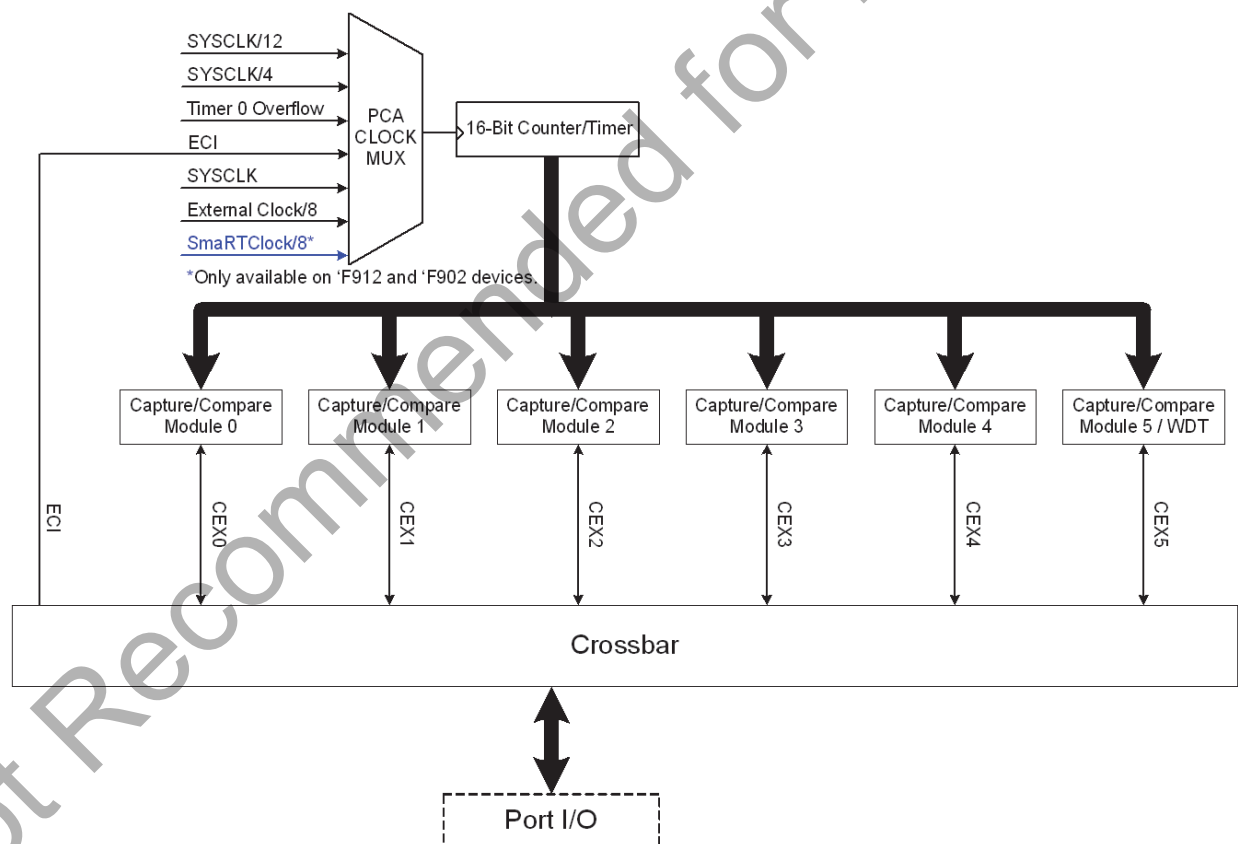 SYSCLK/12
SYSCLK/4
Timer 0 Overflow
ECI
SYSCLK
External Clock/8
SmaRTClock/8*
*Only available on ‘F912 and ‘F902 devices.
PCA
CLOCK
MUX
16-Bit Counter/Timer
Capture/Compare
Module 0
Capture/Compare
Module 1
Capture/Compare
Module 2
Capture/Compare
Module 3
Capture/Compare
Module 4
Capture/Compare
Module 5 / WDT
ECI
CEX0
CEX1
CEX2
CEX3
CEX4
CEX5
Crossbar
Port I/O
Recommended for